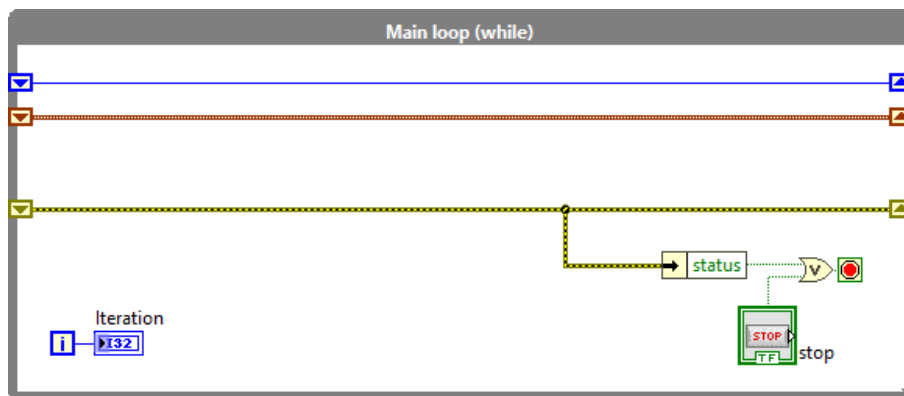 Main loop (while)
status
V
Iteration
i
I32
STOP
TF
stop